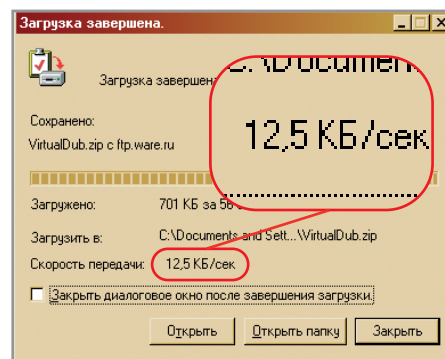 Загрузка завершена.
Загрузка завершен
Сохранено:
VirtualDub.zip с ftp.ware.ru
12,5 КБ/сек
Загружено: 701 КБ за 56
Загрузить в: C:\Documents and Sett...\VirtualDub.zip
Скорость передачи: 12,5 КБ/сек
Закрыть диалоговое окно после завершения загрузки.
Открыть Открыть папку Закрыть